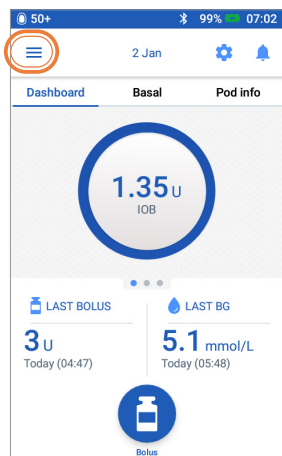 50+ 99% 07:02
2 Jan
Dashboard Basal Pod info
1.35 U
IOB
LAST BOLUS LAST BG
3 U 5.1 mmol/L
Today (04:47) Today (05:48)
Bolus